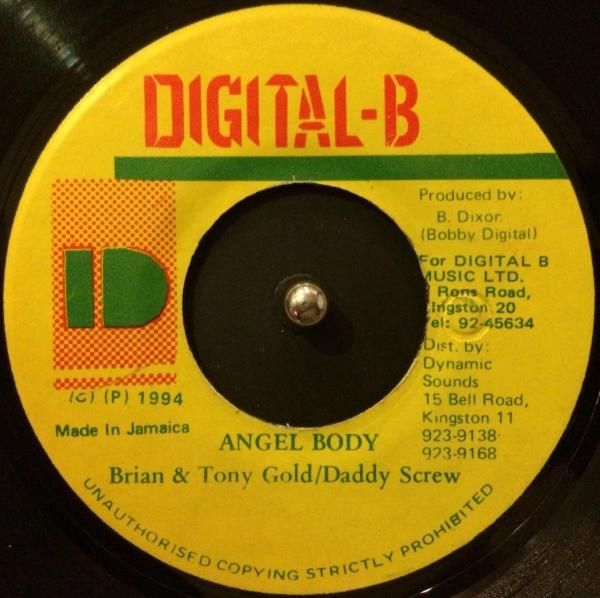 DIGITAL-B
Produced by:
B. Dixon
(Bobby Digital)
For DIGITAL B
MUSIC LTD.
Rons Road,
Kingston 20
Tel: 92-45634
Dist. by:
Dynamic
Sounds
15 Bell Road,
Kingston 11
923-9138
923-9168
D
(C) (P) 1994
Made In Jamaica
ANGEL BODY
Brian & Tony Gold/Daddy Screw
UNAUTHORISED COPYING STRICTLY PROHIBITED